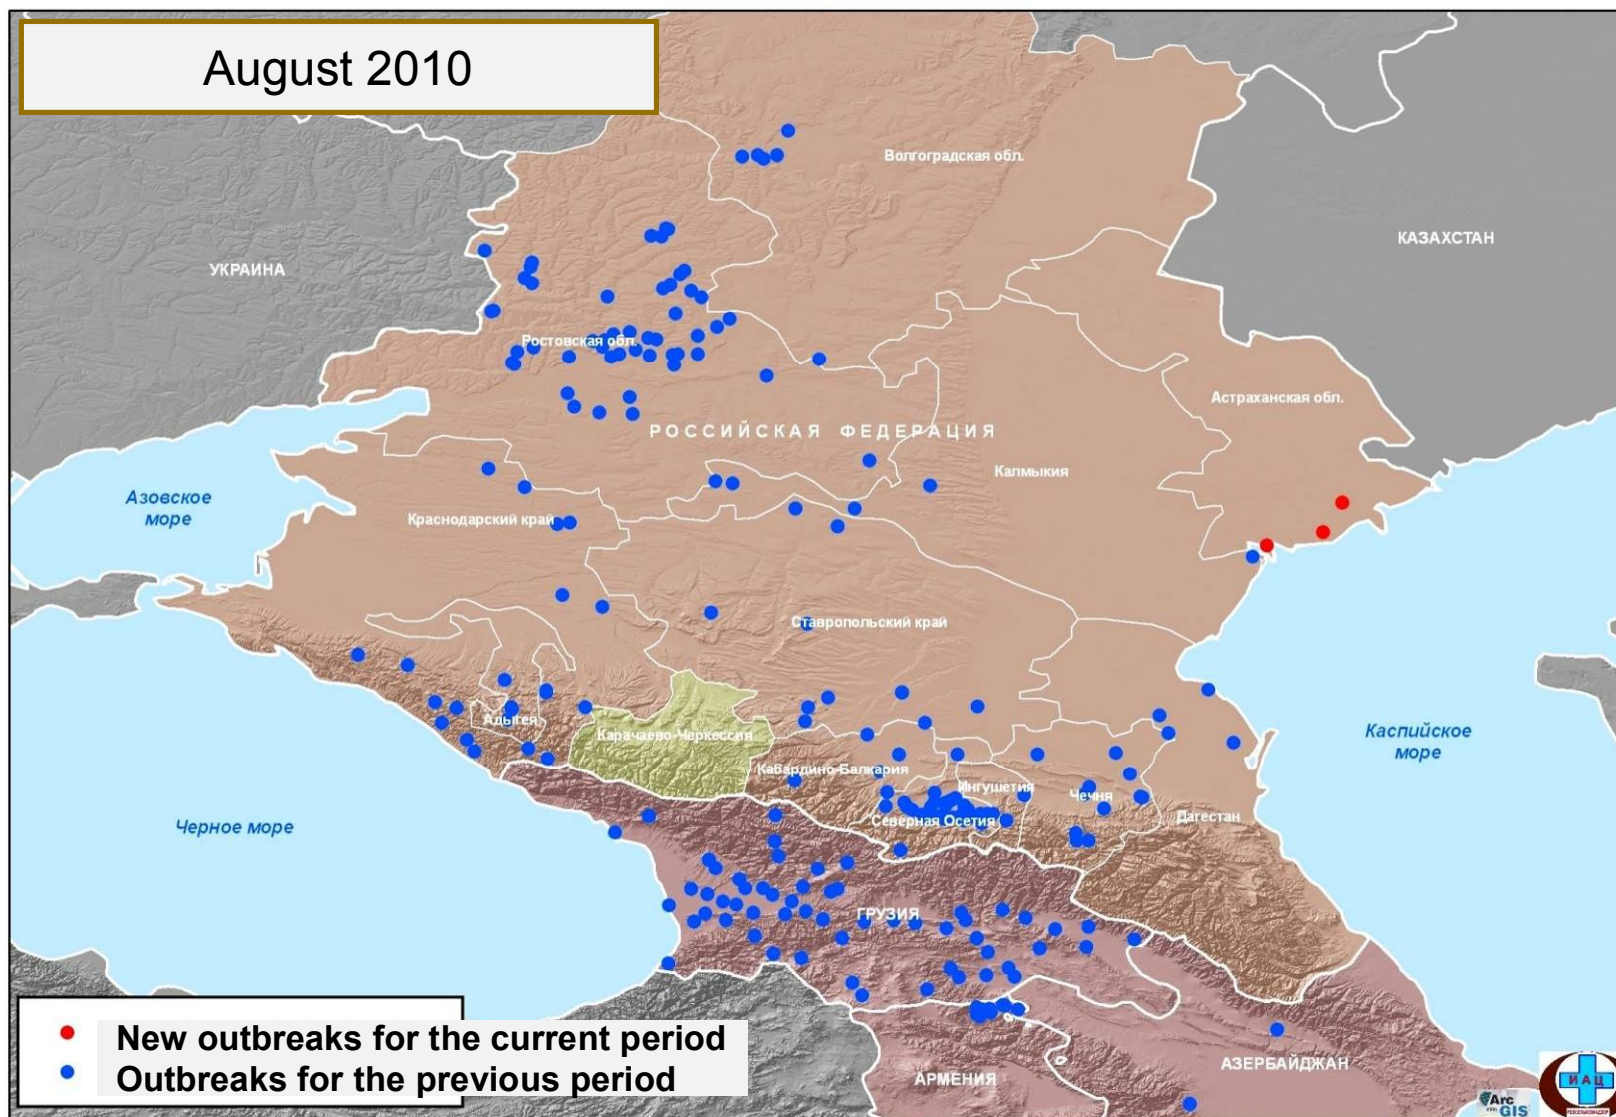 August 2010
Волгоградская обл.
КАЗАХСТАН
УКРАИНА
Ростовская обл.
Астраханская обл.
РОССИЙСКАЯ ФЕДЕРАЦИЯ
Калмыкия
Азовское
море
Краснодарский край
Ставропольский край
Адыгея
Карачаево-Черкессия
Каспийское
море
Кабардино-Балкария
Ингушетия
Чечня
Северная Осетия
Дагестан
Черное море
ГРУЗИЯ
New outbreaks for the current period
Outbreaks for the previous period
АРМЕНИЯ
АЗЕРБАЙДЖАН
Arc
GIS
ИАЦ